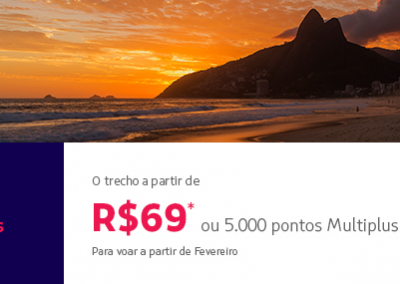 O trecho a partir de
R$69* ou 5.000 pontos Multiplus
Para voar a partir de Fevereiro